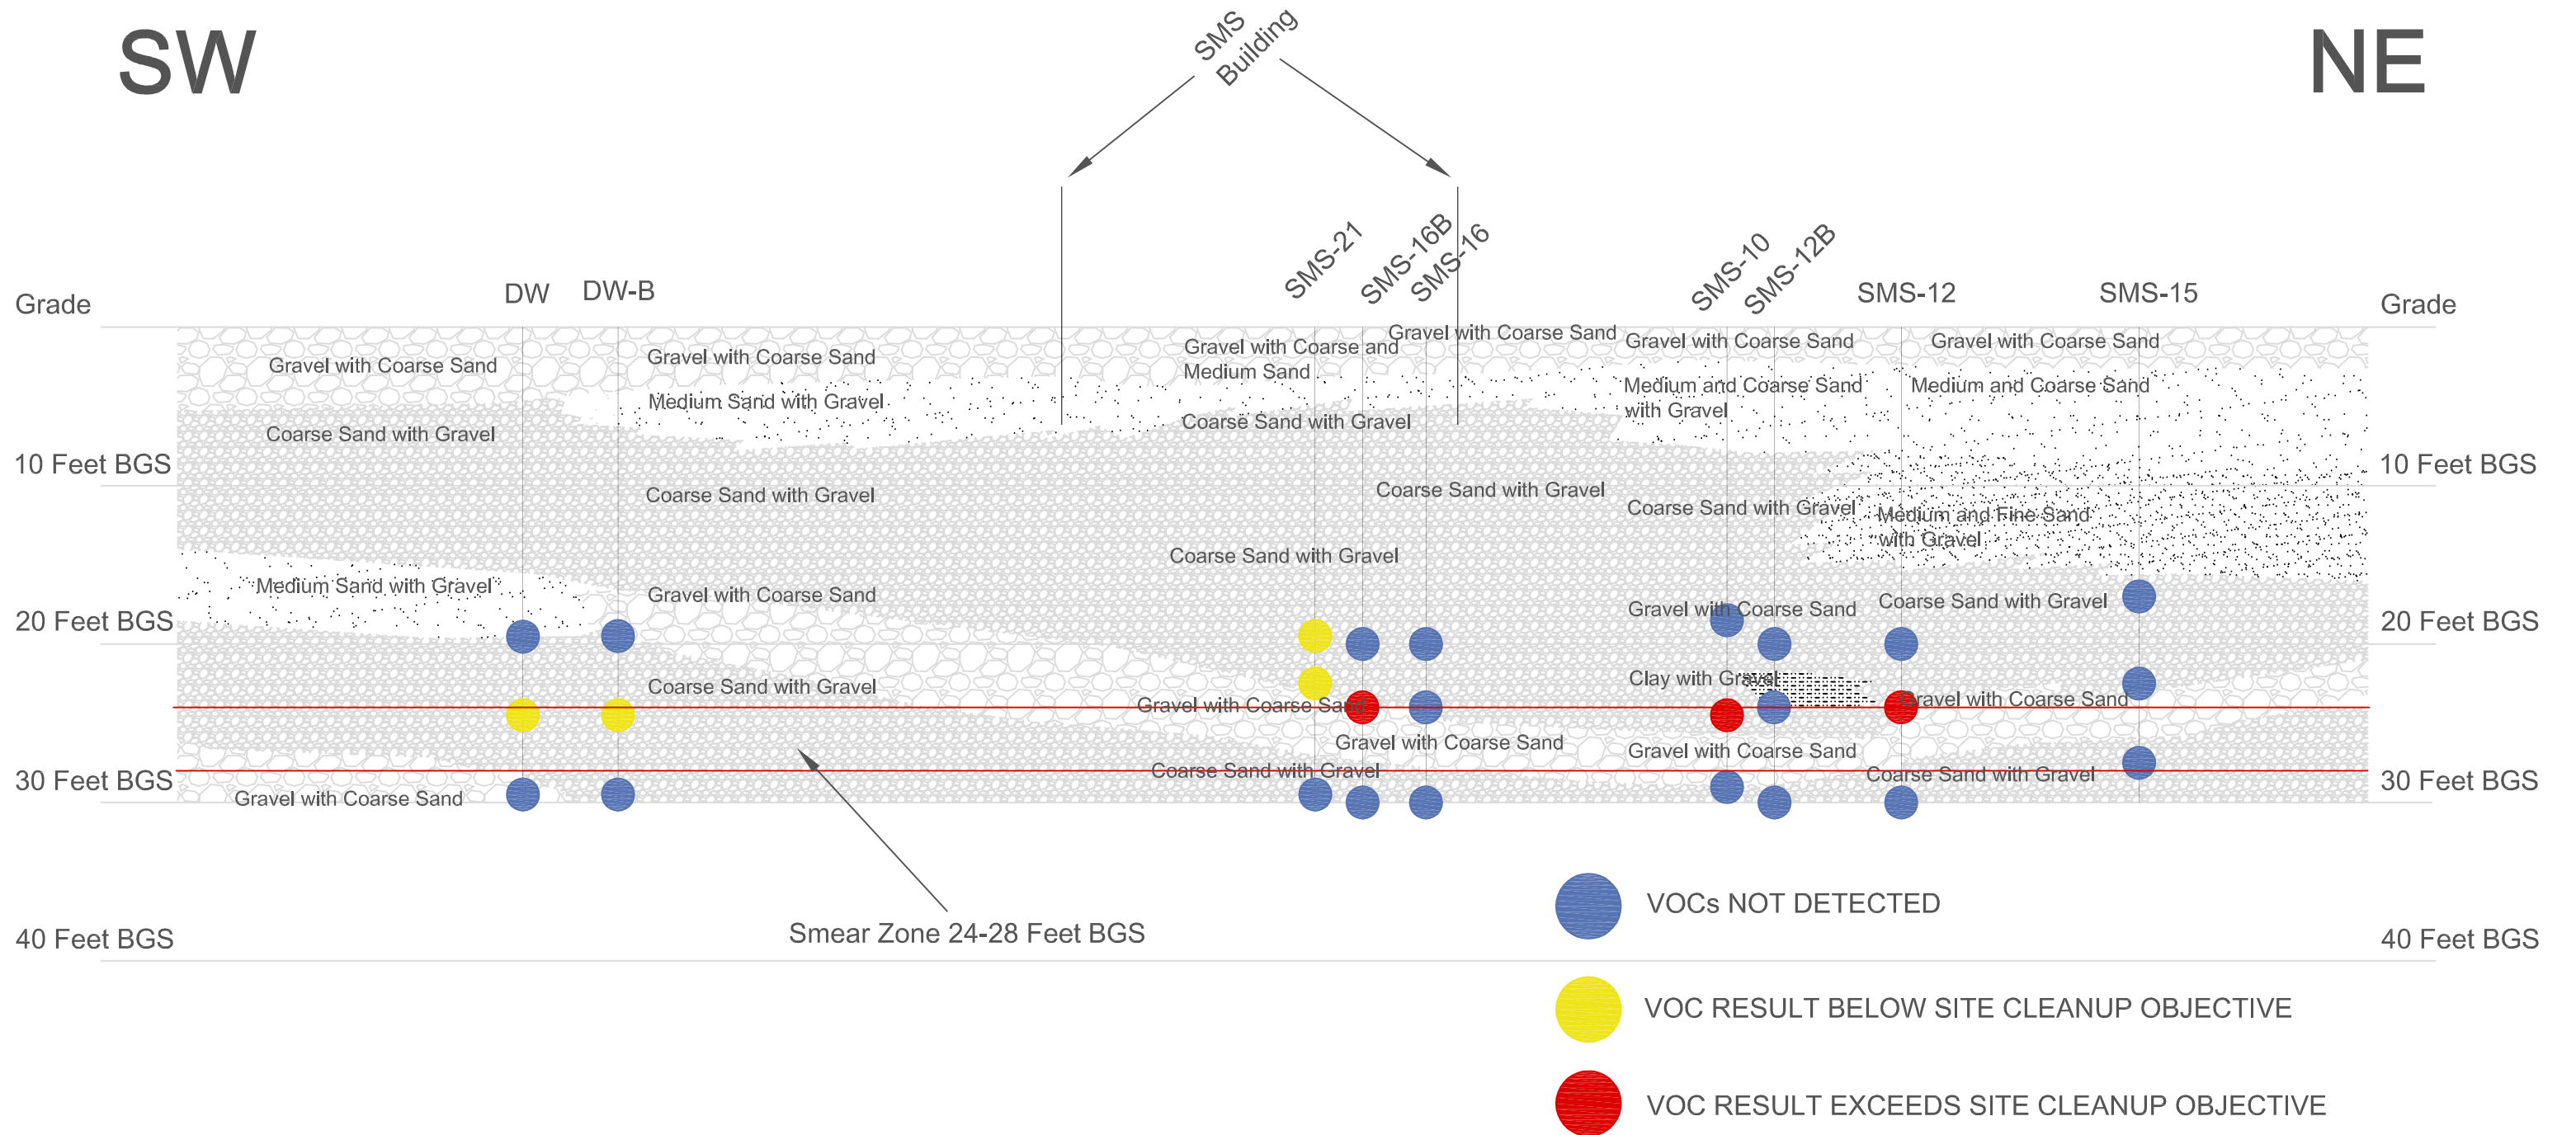 SW
SMS
Building
NE
Grade
DW
DW-B
SMS-21
SMS-16B
SMS-16
SMS-10
SMS-12B
SMS-12
SMS-15
Grade
Gravel with Coarse Sand
Gravel with Coarse Sand
Gravel with Coarse and
Medium Sand
Gravel with Coarse Sand
Gravel with Coarse Sand
Gravel with Coarse Sand
Medium Sand with Gravel
Medium and Coarse Sand
with Gravel
Medium and Coarse Sand
Coarse Sand with Gravel
Coarse Sand with Gravel
10 Feet BGS
10 Feet BGS
Coarse Sand with Gravel
Coarse Sand with Gravel
Coarse Sand with Gravel
Medium and Fine Sand
with Gravel
Coarse Sand with Gravel
Medium Sand with Gravel
Gravel with Coarse Sand
Gravel with Coarse Sand
Coarse Sand with Gravel
20 Feet BGS
20 Feet BGS
Coarse Sand with Gravel
Clay with Gravel
Gravel with Coarse Sand
Gravel with Coarse Sand
Gravel with Coarse Sand
Gravel with Coarse Sand
Coarse Sand with Gravel
Coarse Sand with Gravel
30 Feet BGS
30 Feet BGS
Gravel with Coarse Sand
Smear Zone 24-28 Feet BGS
40 Feet BGS
40 Feet BGS
VOCs NOT DETECTED
VOC RESULT BELOW SITE CLEANUP OBJECTIVE
VOC RESULT EXCEEDS SITE CLEANUP OBJECTIVE